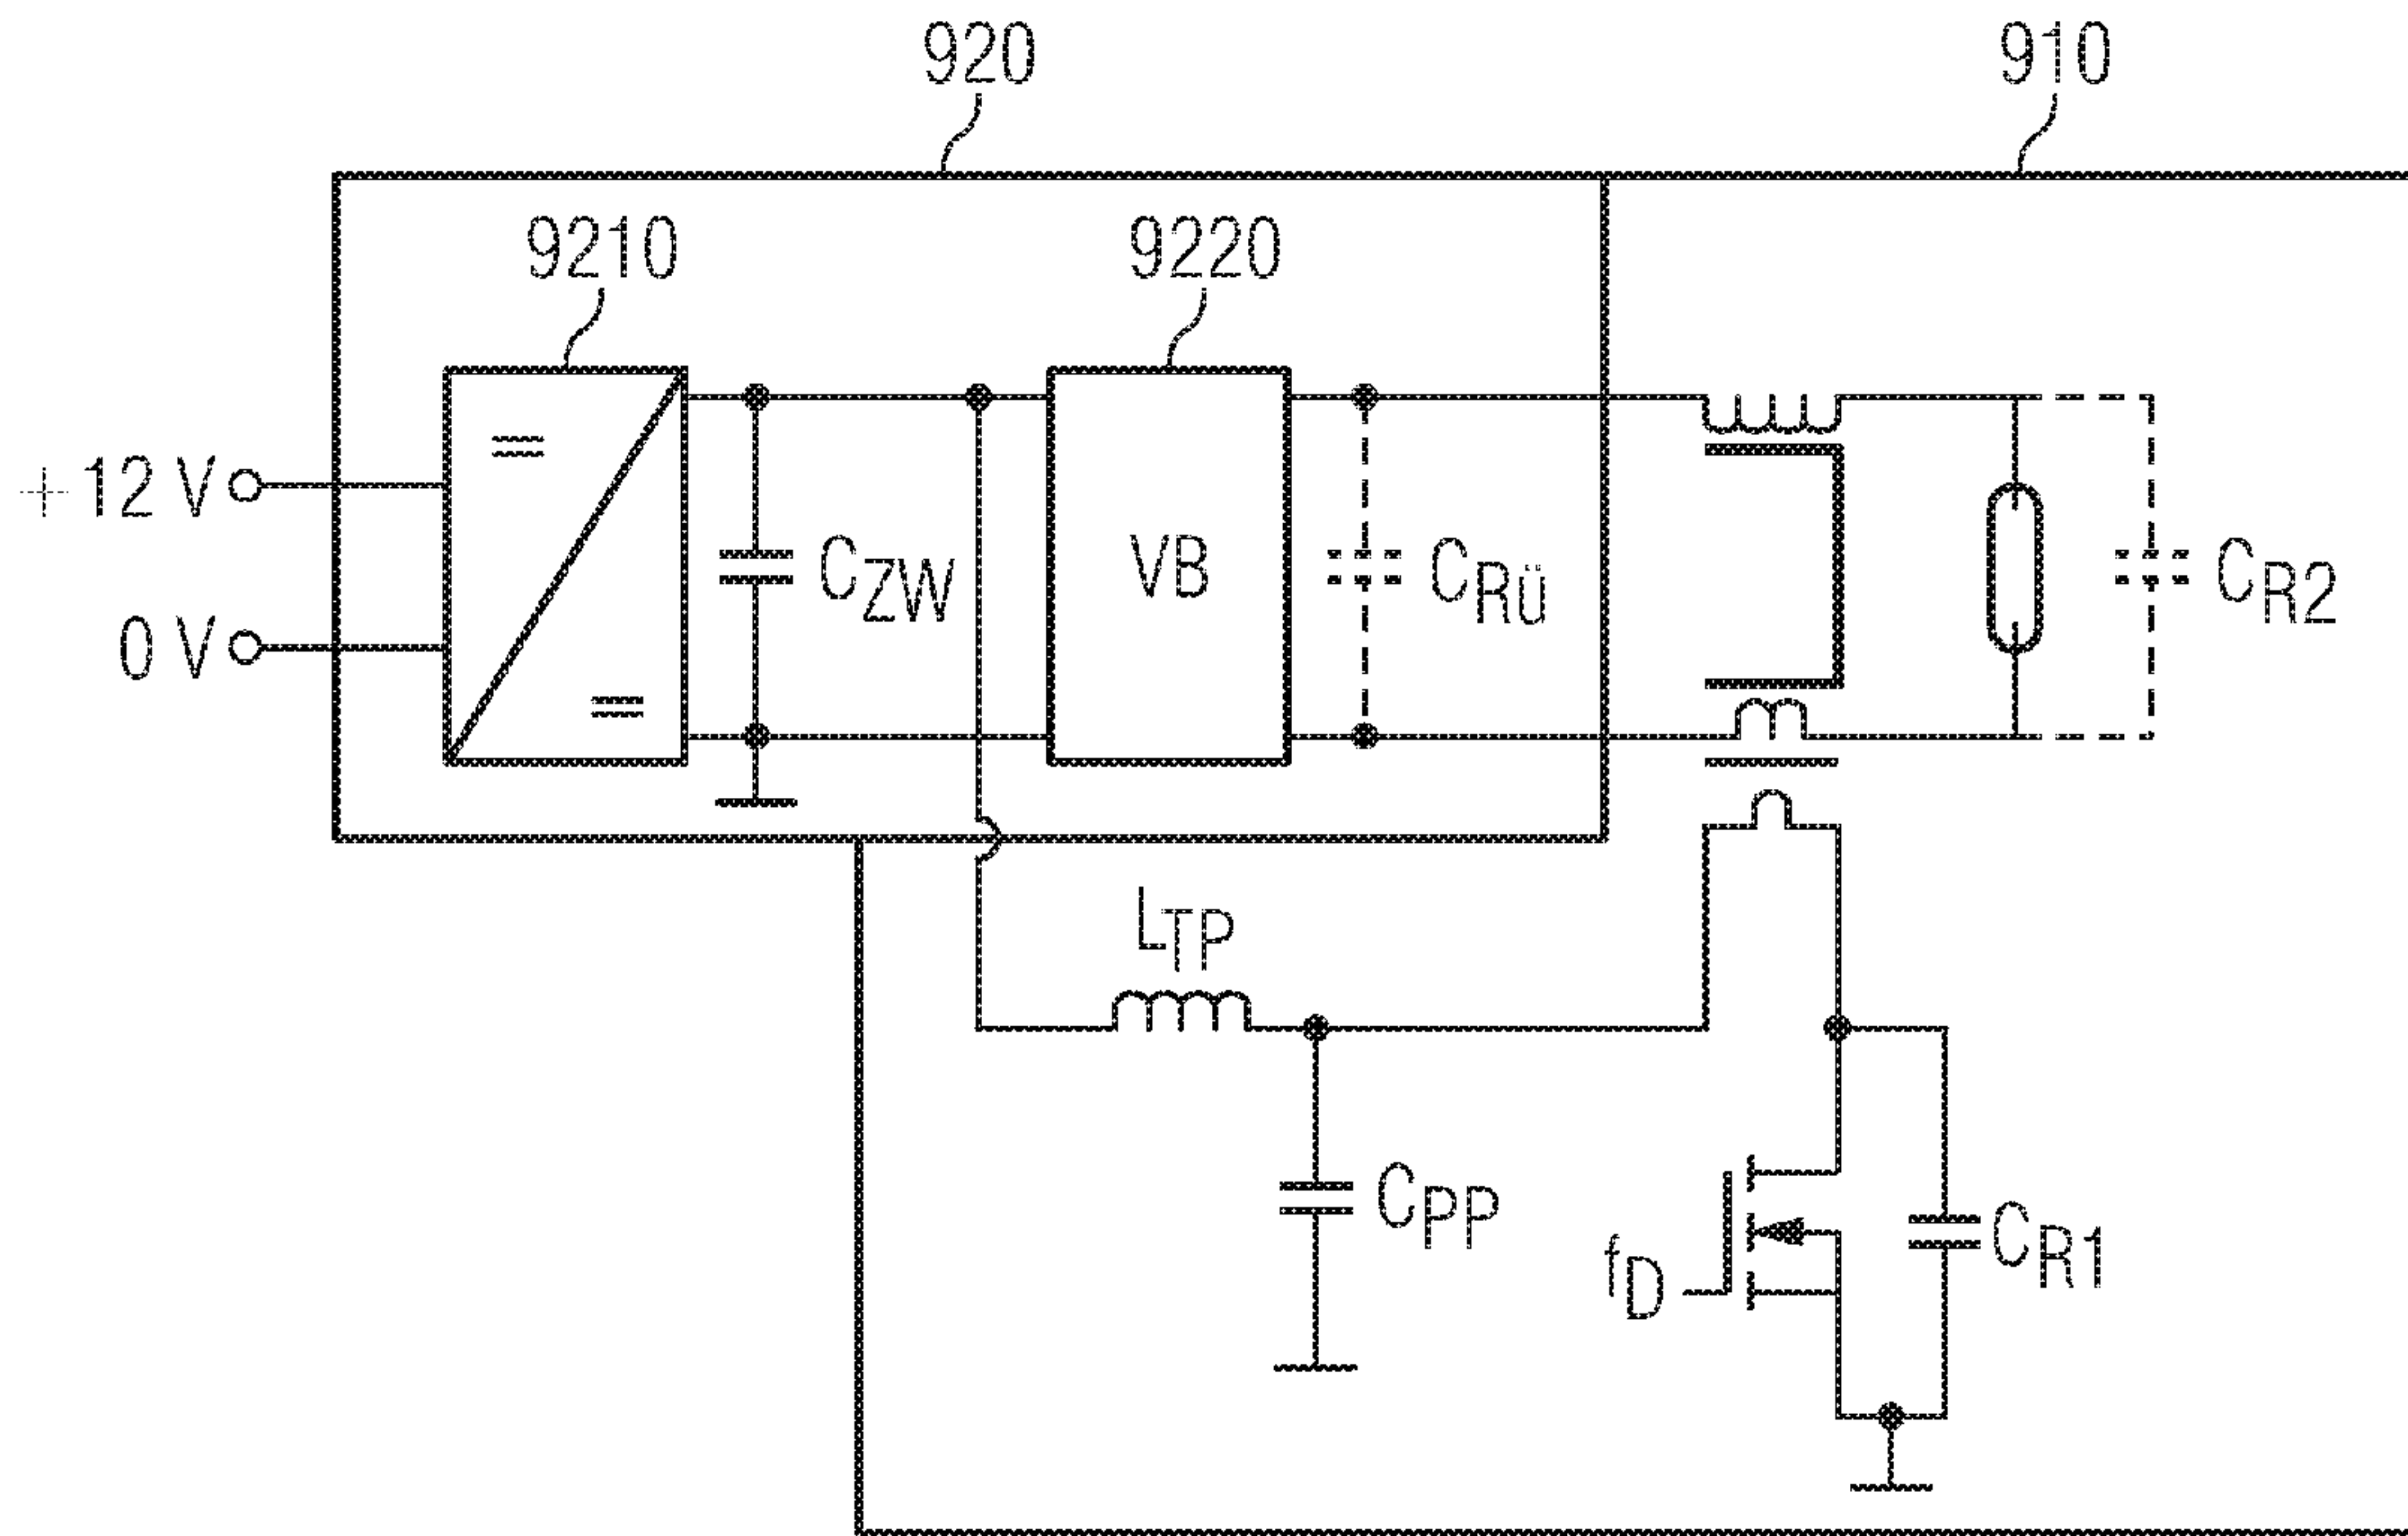 920
910
9210
9220
+12 V
0 V
C_ZW
VB
C_Rü
C_R2
L_TP
C_PP
f_D
C_R1